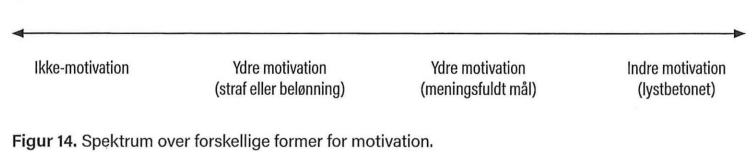 Ikke-motivation
Ydre motivation
(straf eller belønning)
Ydre motivation
(meningsfuldt mål)
Indre motivation
(lystbetonet)
Figur 14. Spektrum over forskellige former for motivation.